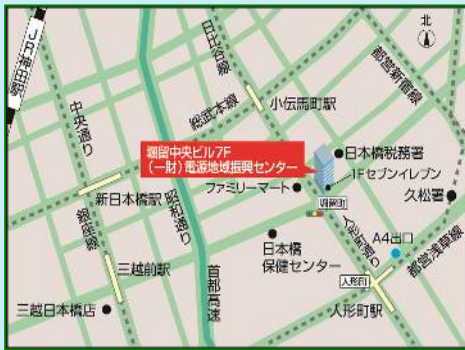 北
JR神田駅
中央通り
銀座線
日比谷線
総武本線
小伝馬町駅
都営新宿線
堀留中央ビル7F
(一財)電源地域振興センター
日本橋税務署
1Fセブンイレブン
ファミリーマート
新日本橋駅
昭和通り
堀留町
久松署
人形町通り
A4出口
都営浅草線
日本橋
保健センター
三越前駅
首都高速
人形町
人形町駅
三越日本橋店